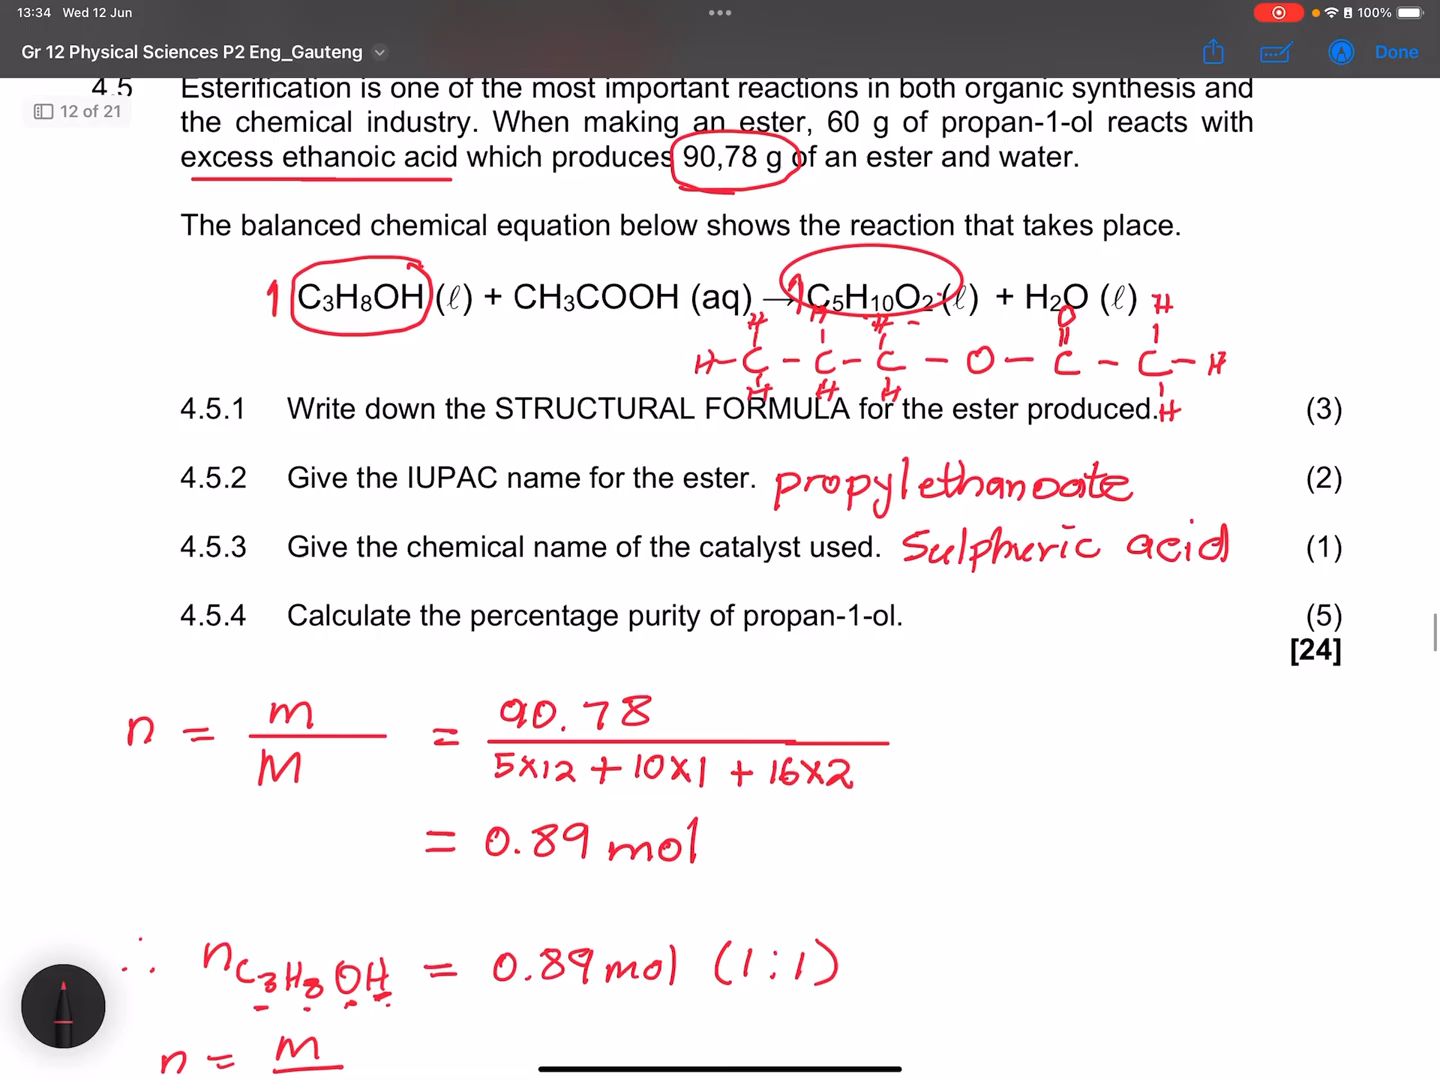 13:34 Wed 12 Jun
100%
Gr 12 Physical Sciences P2 Eng_Gauteng
Done
12 of 21
4.5 Esterification is one of the most important reactions in both organic synthesis and
the chemical industry. When making an ester, 60 g of propan-1-ol reacts with
excess ethanoic acid which produces 90,78 g of an ester and water.
The balanced chemical equation below shows the reaction that takes place.
1 C₃H₈OH (ℓ) + CH₃COOH (aq) → 1 C₅H₁₀O₂ (ℓ) + H₂O (ℓ)
H H H O H
H - C - C - C - O - C - C - H
H H H H
4.5.1 Write down the STRUCTURAL FORMULA for the ester produced. (3)
4.5.2 Give the IUPAC name for the ester. propylethanoate (2)
4.5.3 Give the chemical name of the catalyst used. Sulphuric acid (1)
4.5.4 Calculate the percentage purity of propan-1-ol. (5)
[24]
n = m/M = 90.78/5×12 + 10×1 + 16×2
= 0.89 mol
∴ nC₃H₈OH = 0.89 mol (1:1)
n = m